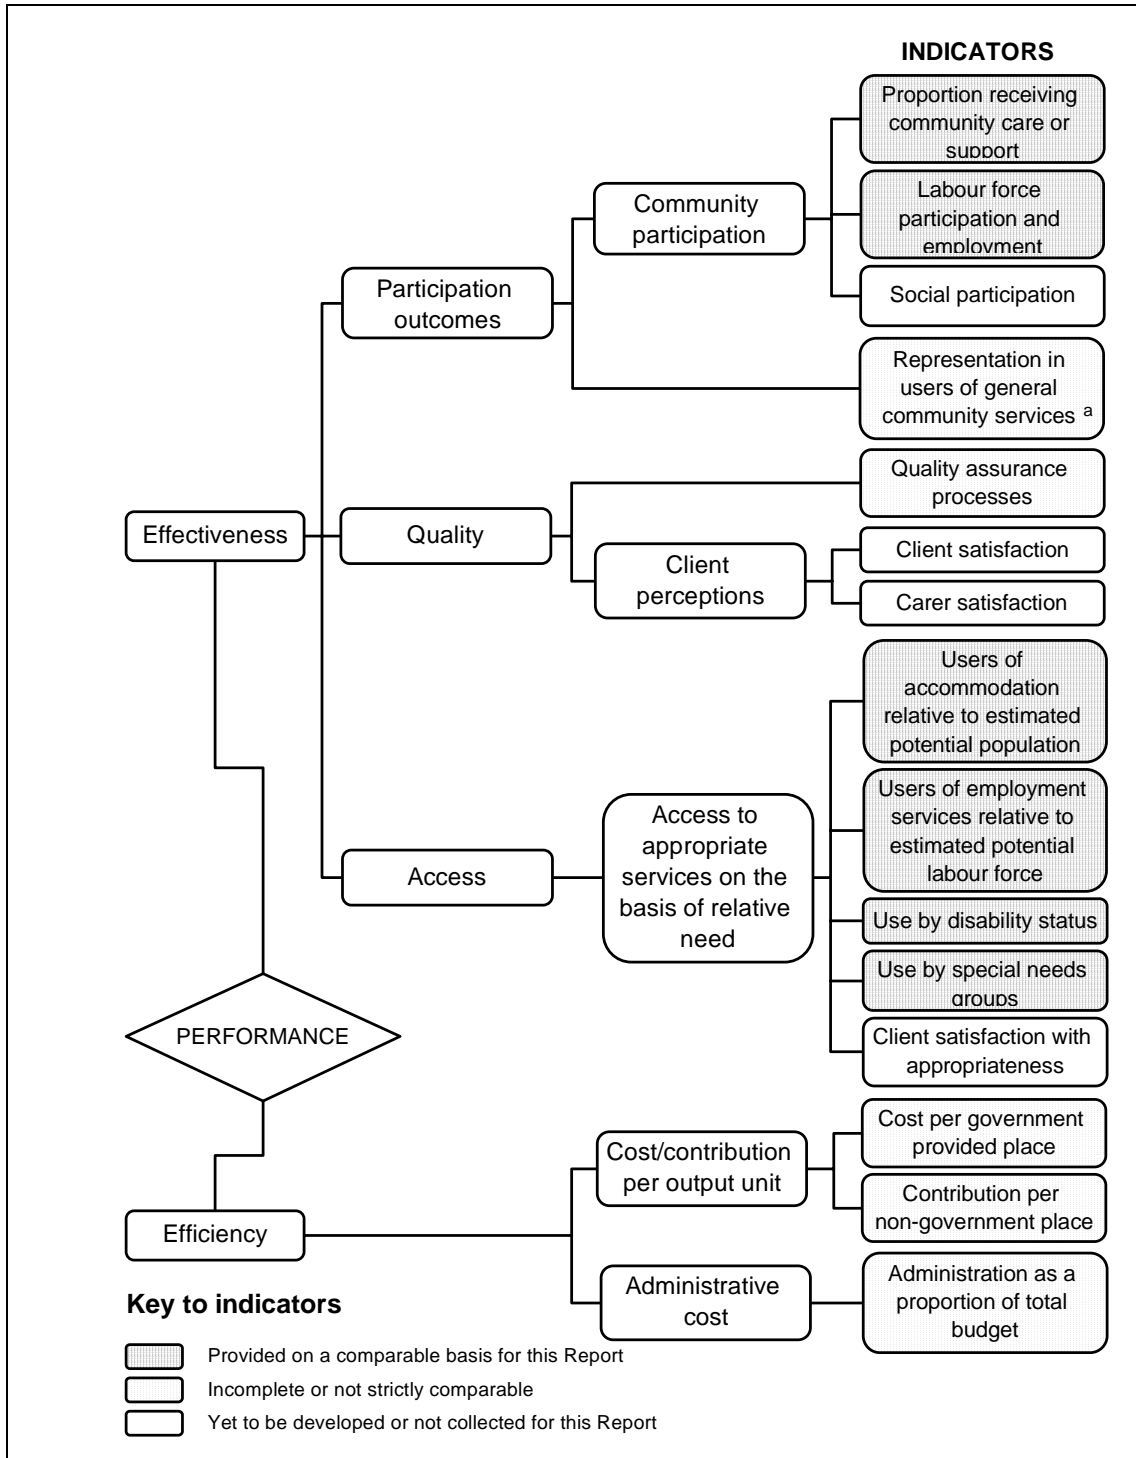 INDICATORS
Proportion receiving
community care or
support
Labour force
participation and
employment
Social participation
Community
participation
Participation
outcomes
Representation in
users of general
community services a
Quality assurance
processes
Effectiveness
Quality
Client
perceptions
Client satisfaction
Carer satisfaction
Users of
accommodation
relative to estimated
potential population
Users of employment
services relative to
estimated potential
labour force
Access
Access to
appropriate
services on the
basis of relative
need
Use by disability status
Use by special needs
groups
Client satisfaction with
appropriateness
PERFORMANCE
Cost/contribution
per output unit
Cost per government
provided place
Contribution per
non-government place
Efficiency
Administrative
cost
Administration as a
proportion of total
budget
Key to indicators
Provided on a comparable basis for this Report
Incomplete or not strictly comparable
Yet to be developed or not collected for this Report